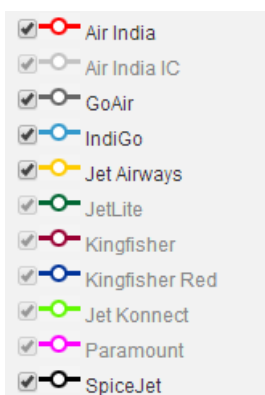 Air India
Air India IC
GoAir
IndiGo
Jet Airways
JetLite
Kingfisher
Kingfisher Red
Jet Konnect
Paramount
SpiceJet